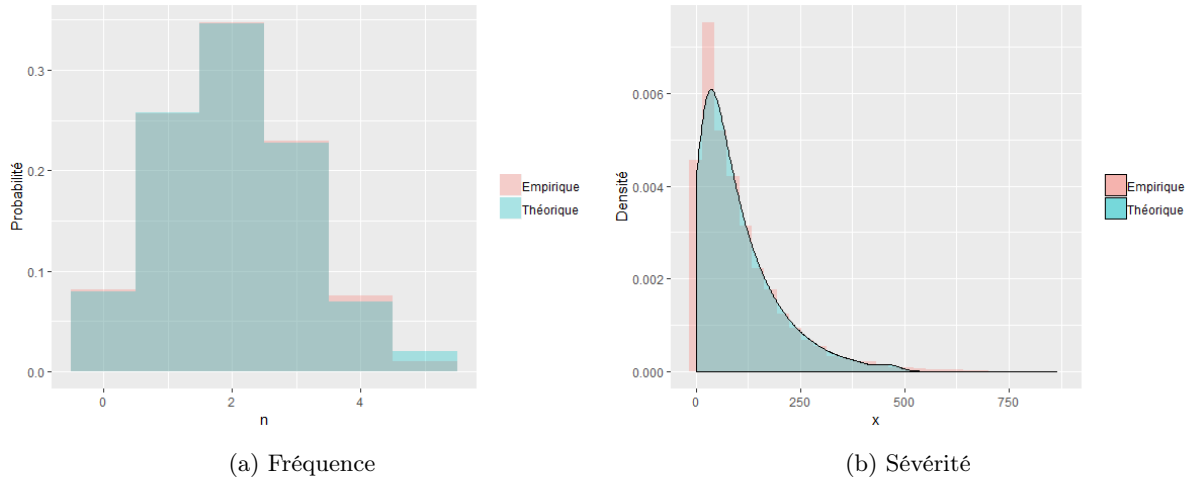 0.3
0.2
0.1
0.0
Probabilité
0
2
4
n
Empirique
Théorique
(a) Fréquence
0.006
0.004
0.002
0.000
Densité
0
250
500
750
x
Empirique
Théorique
(b) Sévérité